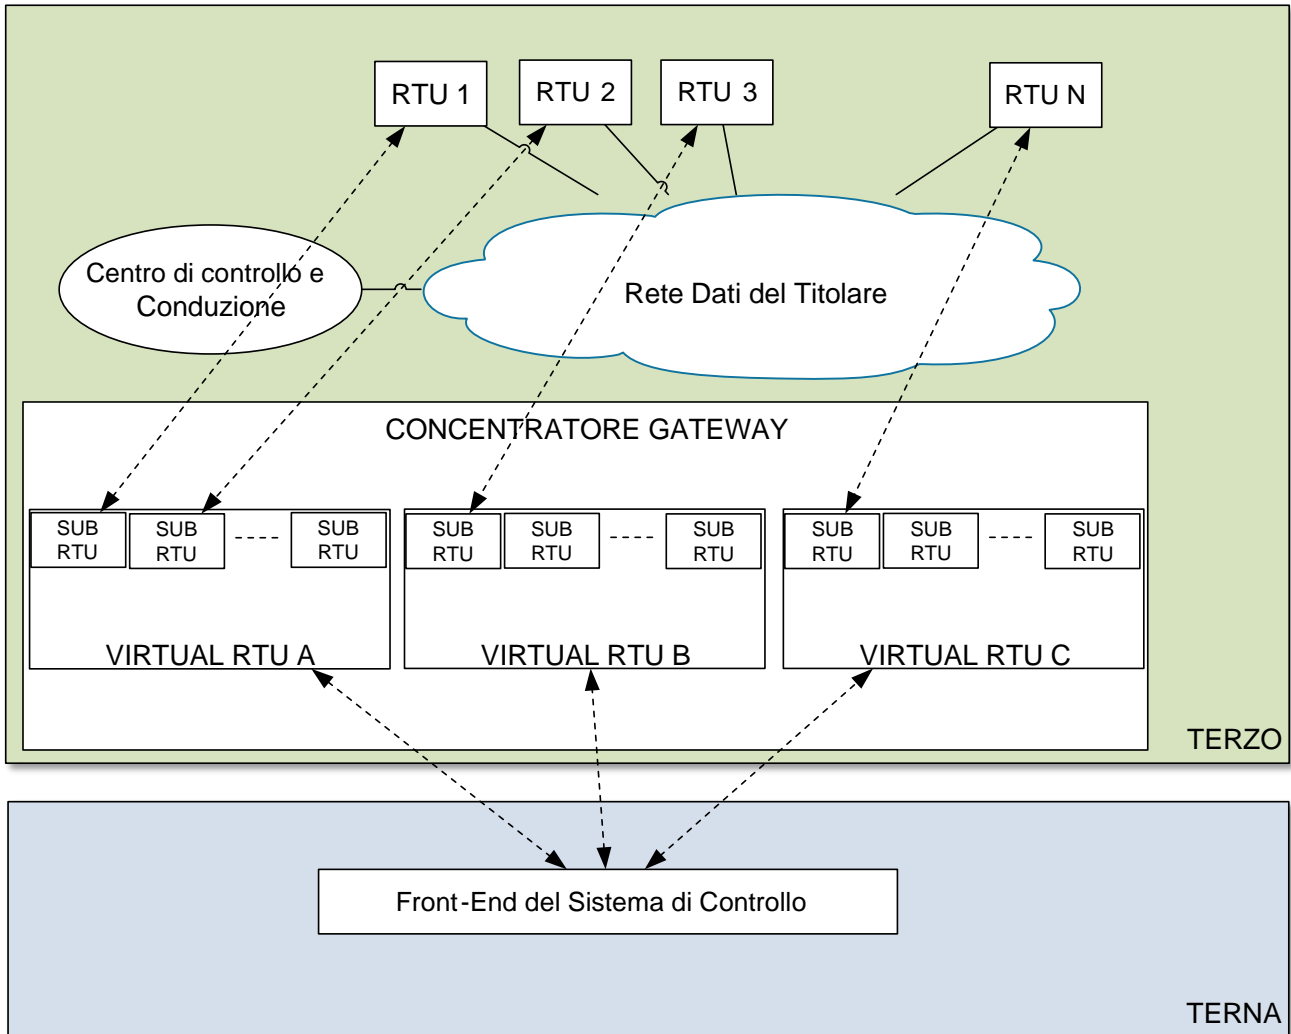 RTU 1
RTU 2
RTU 3
RTU N
Centro di controllo e
Conduzione
Rete Dati del Titolare
CONCENTRATORE GATEWAY
SUB
RTU
SUB
RTU
SUB
RTU
SUB
RTU
SUB
RTU
SUB
RTU
SUB
RTU
SUB
RTU
SUB
RTU
VIRTUAL RTU A
VIRTUAL RTU B
VIRTUAL RTU C
TERZO
Front-End del Sistema di Controllo
TERNA